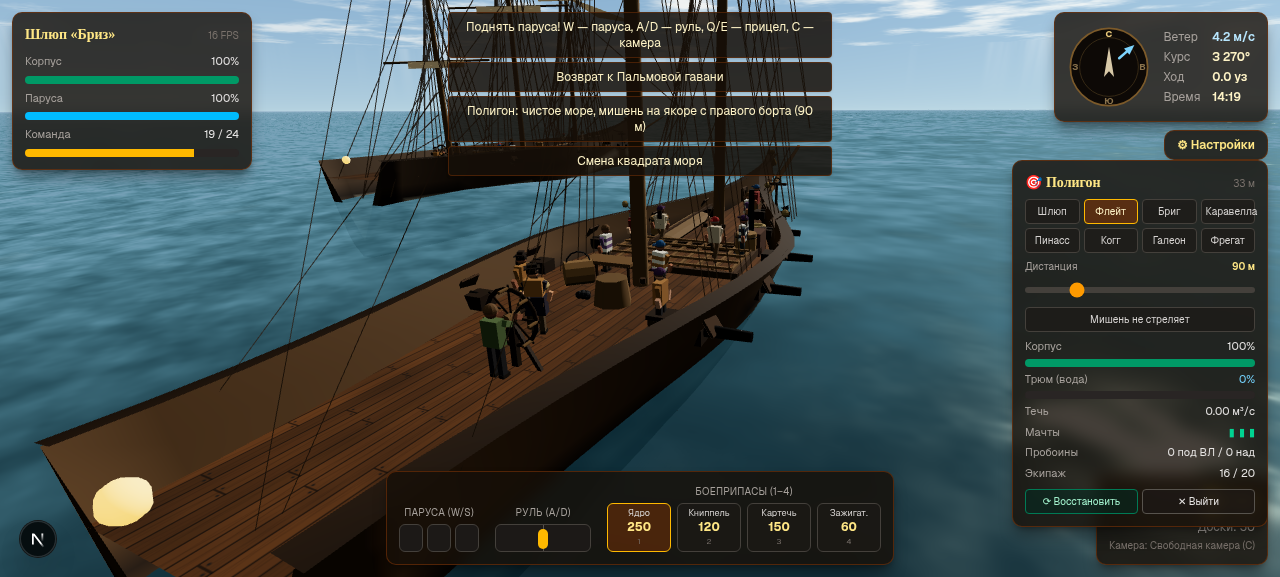 Шлюп «Бриз» 16 FPS
Корпус 100%
Паруса 100%
Команда 19 / 24
Поднять паруса! W — паруса, A/D — руль, Q/E — прицел, C —
камера
Возврат к Пальмовой гавани
Полигон: чистое море, мишень на якоре с правого борта (90
м)
Смена квадрата моря
С
З В
Ю
Ветер 4.2 м/с
Курс З 270°
Ход 0.0 уз
Время 14:19
⚙ Настройки
🎯 Полигон 33 м
Шлюп Флейт Бриг Каравелла
Пинасс Когг Галеон Фрегат
Дистанция 90 м
Мишень не стреляет
Корпус 100%
Трюм (вода) 0%
Течь 0.00 м³/с
Мачты
Пробоины 0 под ВЛ / 0 над
Экипаж 16 / 20
⟳ Восстановить ✕ Выйти
Камера: Свободная камера (C)
БОЕПРИПАСЫ (1–4)
ПАРУСА (W/S) РУЛЬ (A/D)
Ядро Книппель Картечь Зажигат.
250 120 150 60
1 2 3 4
N